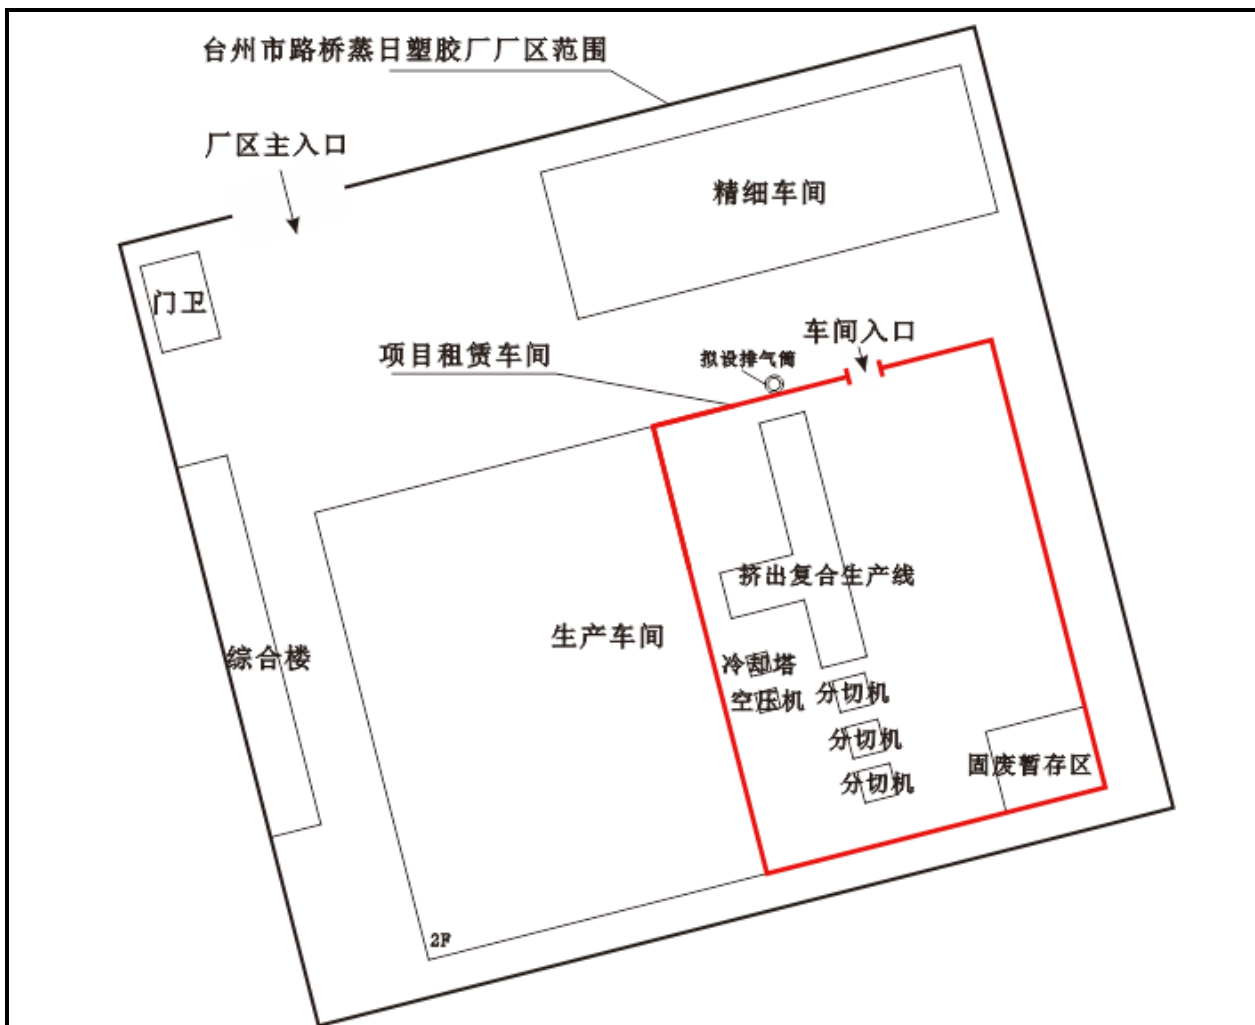 台州市路桥蒸日塑胶厂厂区范围
厂区主入口
精细车间
门卫
车间入口
项目租赁车间
拟设排气筒
挤出复合生产线
生产车间
综合楼
冷却塔
空压机
分切机
分切机
分切机
固废暂存区
2F